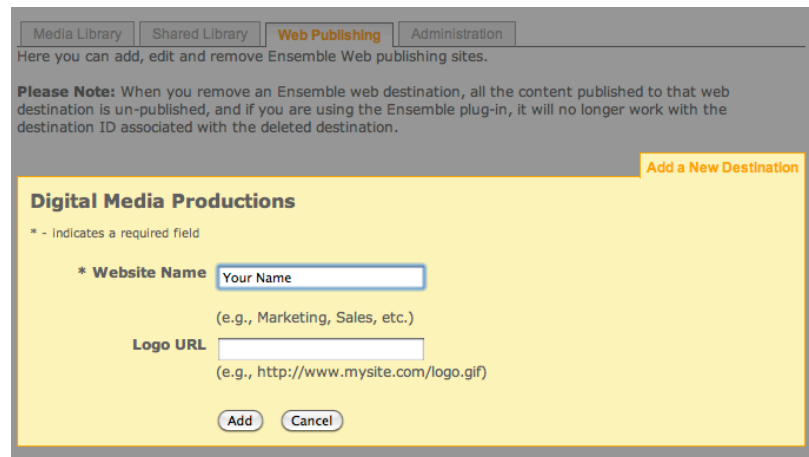 Media Library Shared Library Web Publishing Administration
Here you can add, edit and remove Ensemble Web publishing sites.
Please Note: When you remove an Ensemble web destination, all the content published to that web
destination is un-published, and if you are using the Ensemble plug-in, it will no longer work with the
destination ID associated with the deleted destination.
Add a New Destination
Digital Media Productions
* - indicates a required field
* Website Name Your Name
(e.g., Marketing, Sales, etc.)
Logo URL
(e.g., http://www.mysite.com/logo.gif)
Add Cancel